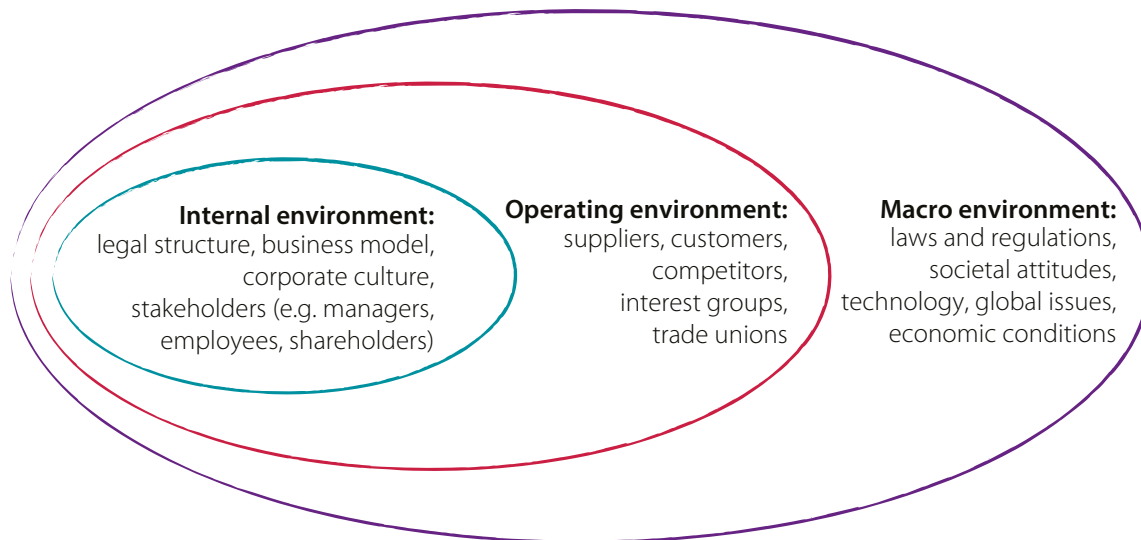 Internal environment:
legal structure, business model,
corporate culture,
stakeholders (e.g. managers,
employees, shareholders)
Operating environment:
suppliers, customers,
competitors,
interest groups,
trade unions
Macro environment:
laws and regulations,
societal attitudes,
technology, global issues,
economic conditions